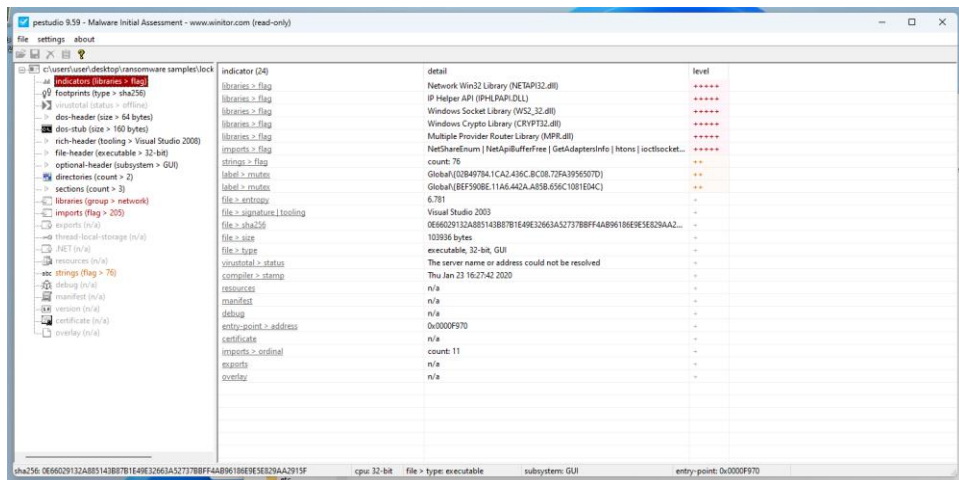 pestudio 9.59 - Malware Initial Assessment - www.winitor.com (read-only)
file settings about
c:\users\user\desktop\ransomware samples\lock
indicators (libraries > flag)
footprints (type > sha256)
virustotal (status > offline)
dos-header (size > 64 bytes)
dos-stub (size > 160 bytes)
rich-header (tooling > Visual Studio 2008)
file-header (executable > 32-bit)
optional-header (subsystem > GUI)
directories (count > 2)
sections (count > 3)
libraries (group > network)
imports (flag > 205)
exports (n/a)
thread-local-storage (n/a)
.NET (n/a)
resources (n/a)
abc strings (flag > 76)
debug (n/a)
manifest (n/a)
version (n/a)
certificate (n/a)
overlay (n/a)
indicator (24) detail level
libraries > flag Network Win32 Library (NETAPI32.dll) +++++
libraries > flag IP Helper API (IPHLPAPI.DLL) +++++
libraries > flag Windows Socket Library (WS2_32.dll) +++++
libraries > flag Windows Crypto Library (CRYPT32.dll) +++++
libraries > flag Multiple Provider Router Library (MPR.dll) +++++
imports > flag NetShareEnum | NetApiBufferFree | GetAdaptersInfo | htons | ioctlsocket... +++++
strings > flag count: 76 ++
label > mutex Global\{02B49784.1CA2.436C.BC08.72FA3956507D} ++
label > mutex Global\{BEF590BE.11A6.442A.A85B.656C1081E04C} ++
file > entropy 6.781 -
file > signature | tooling Visual Studio 2003 -
file > sha256 0E66029132A885143B87B1E49E32663A52737BBFF4AB96186E9E5E829AA2... -
file > size 103936 bytes -
file > type executable, 32-bit, GUI -
virustotal > status The server name or address could not be resolved -
compiler > stamp Thu Jan 23 16:27:42 2020 -
resources n/a -
manifest n/a -
debug n/a -
entry-point > address 0x0000F970 -
certificate n/a -
imports > ordinal count: 11 -
exports n/a -
overlay n/a -
sha256: 0E66029132A885143B87B1E49E32663A52737BBFF4AB96186E9E5E829AA2915F cpu: 32-bit file > type: executable subsystem: GUI entry-point: 0x0000F970